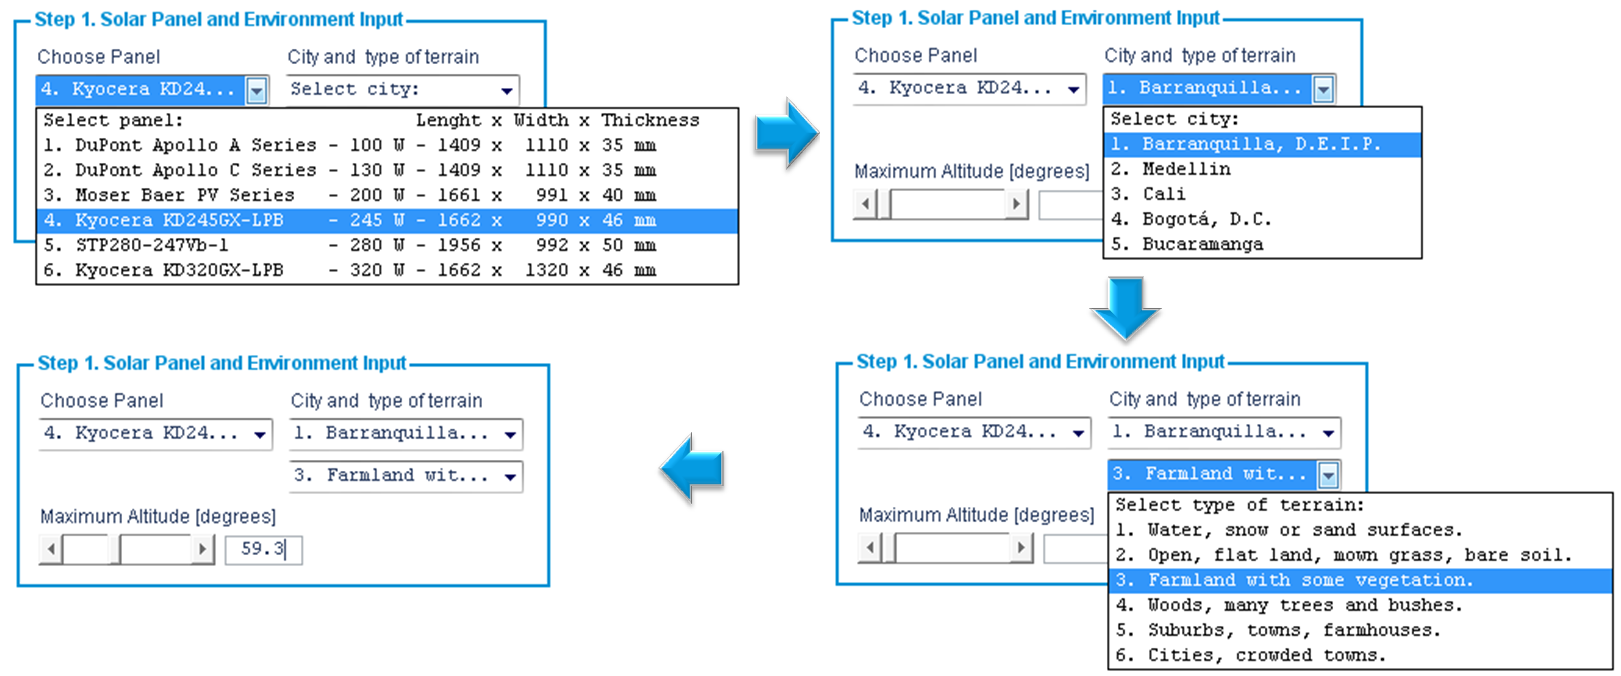 Step 1. Solar Panel and Environment Input
Choose Panel City and type of terrain
4. Kyocera KD24... Select city:
Select panel: Lenght x Width x Thickness
1. DuPont Apollo A Series - 100 W - 1409 x 1110 x 35 mm
2. DuPont Apollo C Series - 130 W - 1409 x 1110 x 35 mm
3. Moser Baer PV Series - 200 W - 1661 x 991 x 40 mm
4. Kyocera KD245GX-LPB - 245 W - 1662 x 990 x 46 mm
5. STP280-247Vb-1 - 280 W - 1956 x 992 x 50 mm
6. Kyocera KD320GX-LPB - 320 W - 1662 x 1320 x 46 mm
Step 1. Solar Panel and Environment Input
Choose Panel City and type of terrain
4. Kyocera KD24... 1. Barranquilla...
Select city:
1. Barranquilla, D.E.I.P.
2. Medellin
3. Cali
4. Bogotá, D.C.
5. Bucaramanga
Maximum Altitude [degrees]
Step 1. Solar Panel and Environment Input
Choose Panel City and type of terrain
4. Kyocera KD24... 1. Barranquilla...
3. Farmland wit...
Select type of terrain:
1. Water, snow or sand surfaces.
2. Open, flat land, mown grass, bare soil.
3. Farmland with some vegetation.
4. Woods, many trees and bushes.
5. Suburbs, towns, farmhouses.
6. Cities, crowded towns.
Maximum Altitude [degrees]
Step 1. Solar Panel and Environment Input
Choose Panel City and type of terrain
4. Kyocera KD24... 1. Barranquilla...
3. Farmland wit...
Maximum Altitude [degrees]
59.3